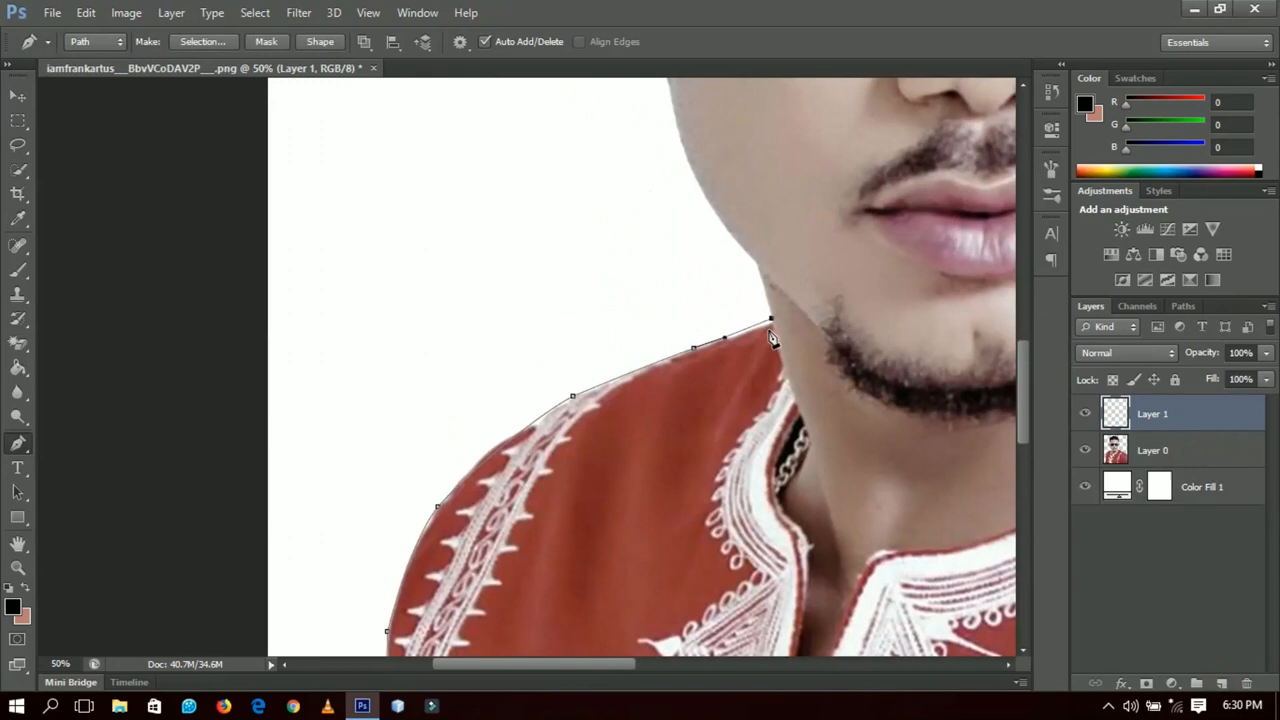 Ps File Edit Image Layer Type Select Filter 3D View Window Help
Path Make: Selection... Mask Shape Auto Add/Delete Align Edges Essentials
iamfrankartus___BbvVCoDAV2P___.png @ 50% (Layer 1, RGB/8) * ×
Color Swatches
R 0
G 0
B 0
Adjustments Styles
Add an adjustment
Layers Channels Paths
Kind T
Normal Opacity: 100%
Lock: Fill: 100%
Layer 1
Layer 0
Color Fill 1
50% Doc: 40.7M/34.6M
Mini Bridge Timeline
Ps 6:30 PM